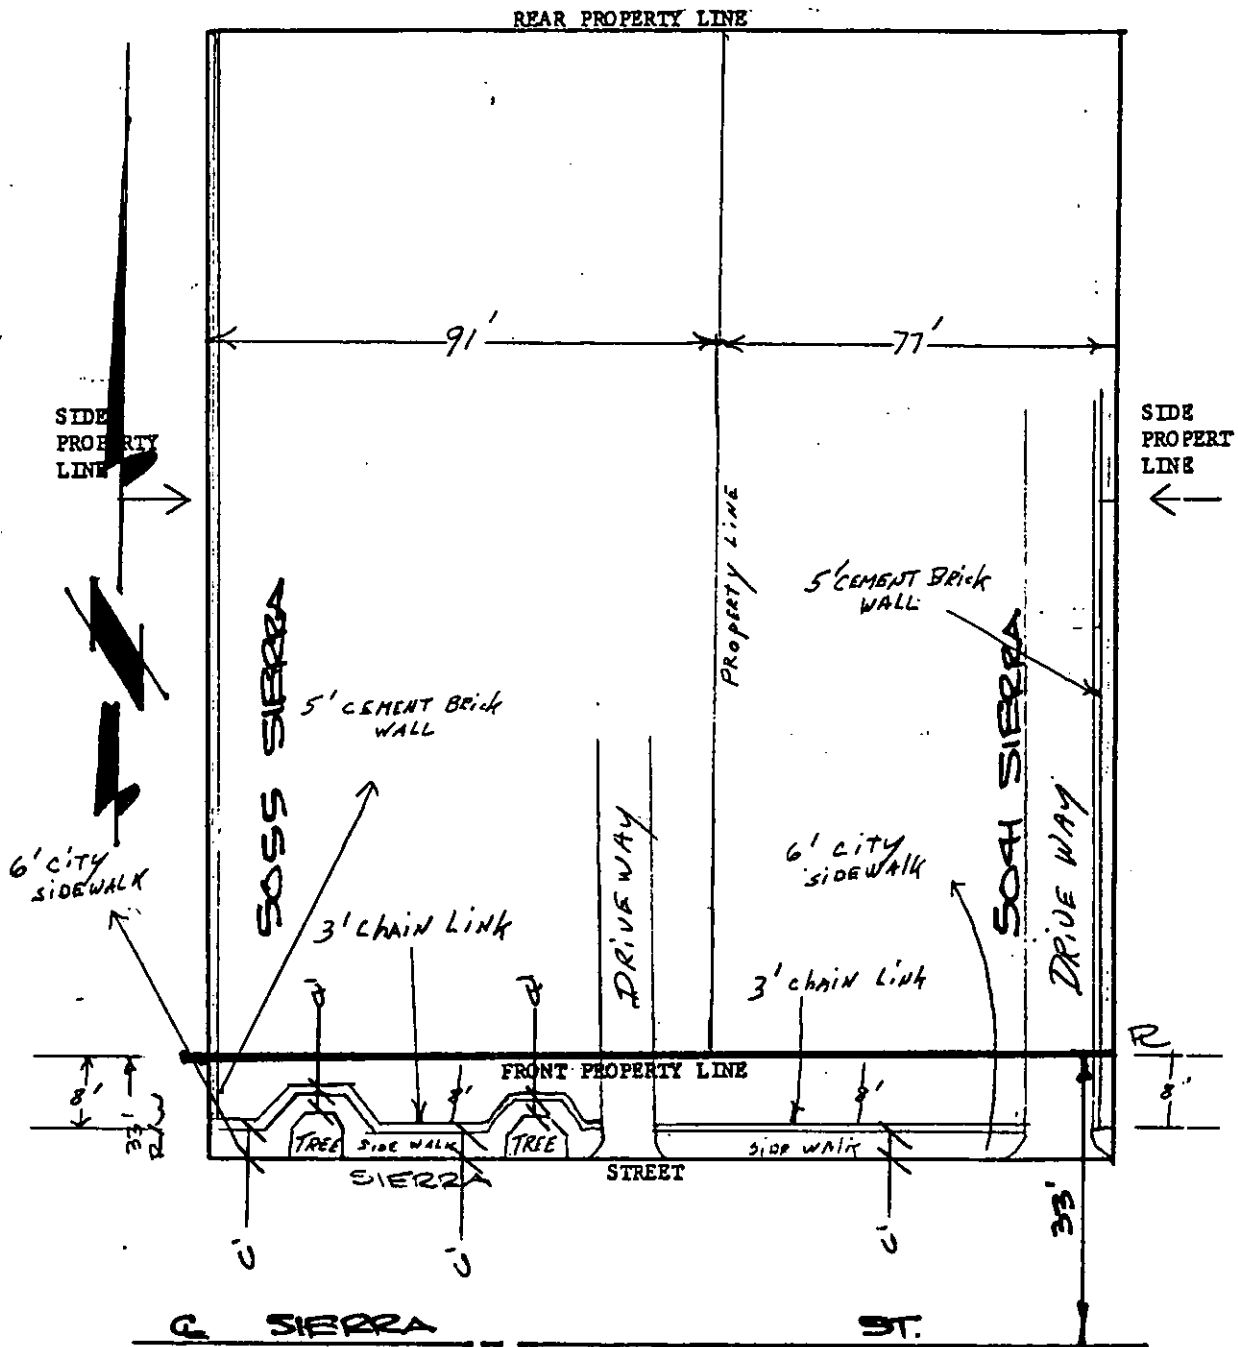 REAR PROPERTY LINE
91'
77'
SIDE
PROPERTY
LINE
SIDE
PROPERT
LINE
PROPERTY LINE
5' CEMENT Brick
WALL
5055 SIERRA
5' CEMENT Brick
WALL
5041 SIERRA
6' CITY
SIDEWALK
6' CITY
SIDEWALK
DRIVEWAY
DRIVE WAY
3' ChAIN LINK
3' chAIN LINK
FRONT PROPERTY LINE
8'
33'
R/W
8'
8'
8'
TREE
SIDE WALK
TREE
SIDE WALK
SIERRA
STREET
33'
SIERRA ST.